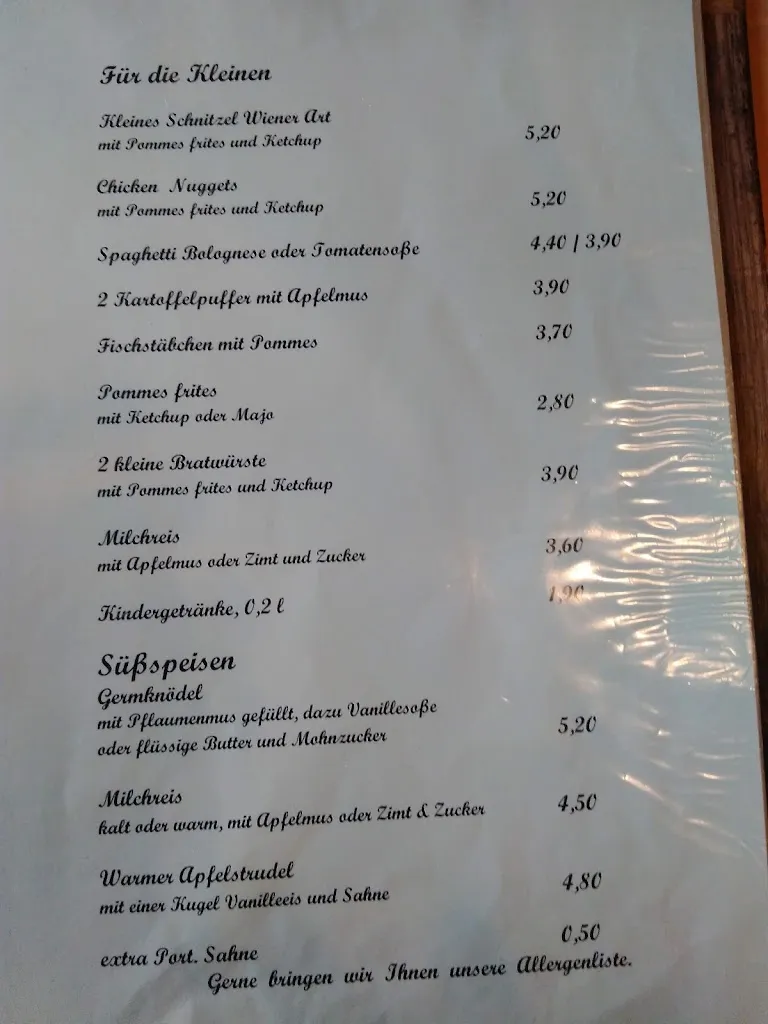 Für die Kleinen
Kleines Schnitzel Wiener Art
mit Pommes frites und Ketchup 5,20
Chicken Nuggets
mit Pommes frites und Ketchup 5,20
Spaghetti Bolognese oder Tomatensoße 4,40 / 3,90
2 Kartoffelpuffer mit Apfelmus 3,90
Fischstäbchen mit Pommes 3,70
Pommes frites
mit Ketchup oder Majo 2,80
2 kleine Bratwürste
mit Pommes frites und Ketchup 3,90
Milchreis
mit Apfelmus oder Zimt und Zucker 3,60
Kindergetränke, 0,2 l 1,90
Süßspeisen
Germknödel
mit Pflaumenmus gefüllt, dazu Vanillesoße
oder flüssige Butter und Mohnzucker 5,20
Milchreis
kalt oder warm, mit Apfelmus oder Zimt & Zucker 4,50
Warmer Apfelstrudel
mit einer Kugel Vanilleeis und Sahne 4,80
extra Port. Sahne 0,50
Gerne bringen wir Ihnen unsere Allergenliste.